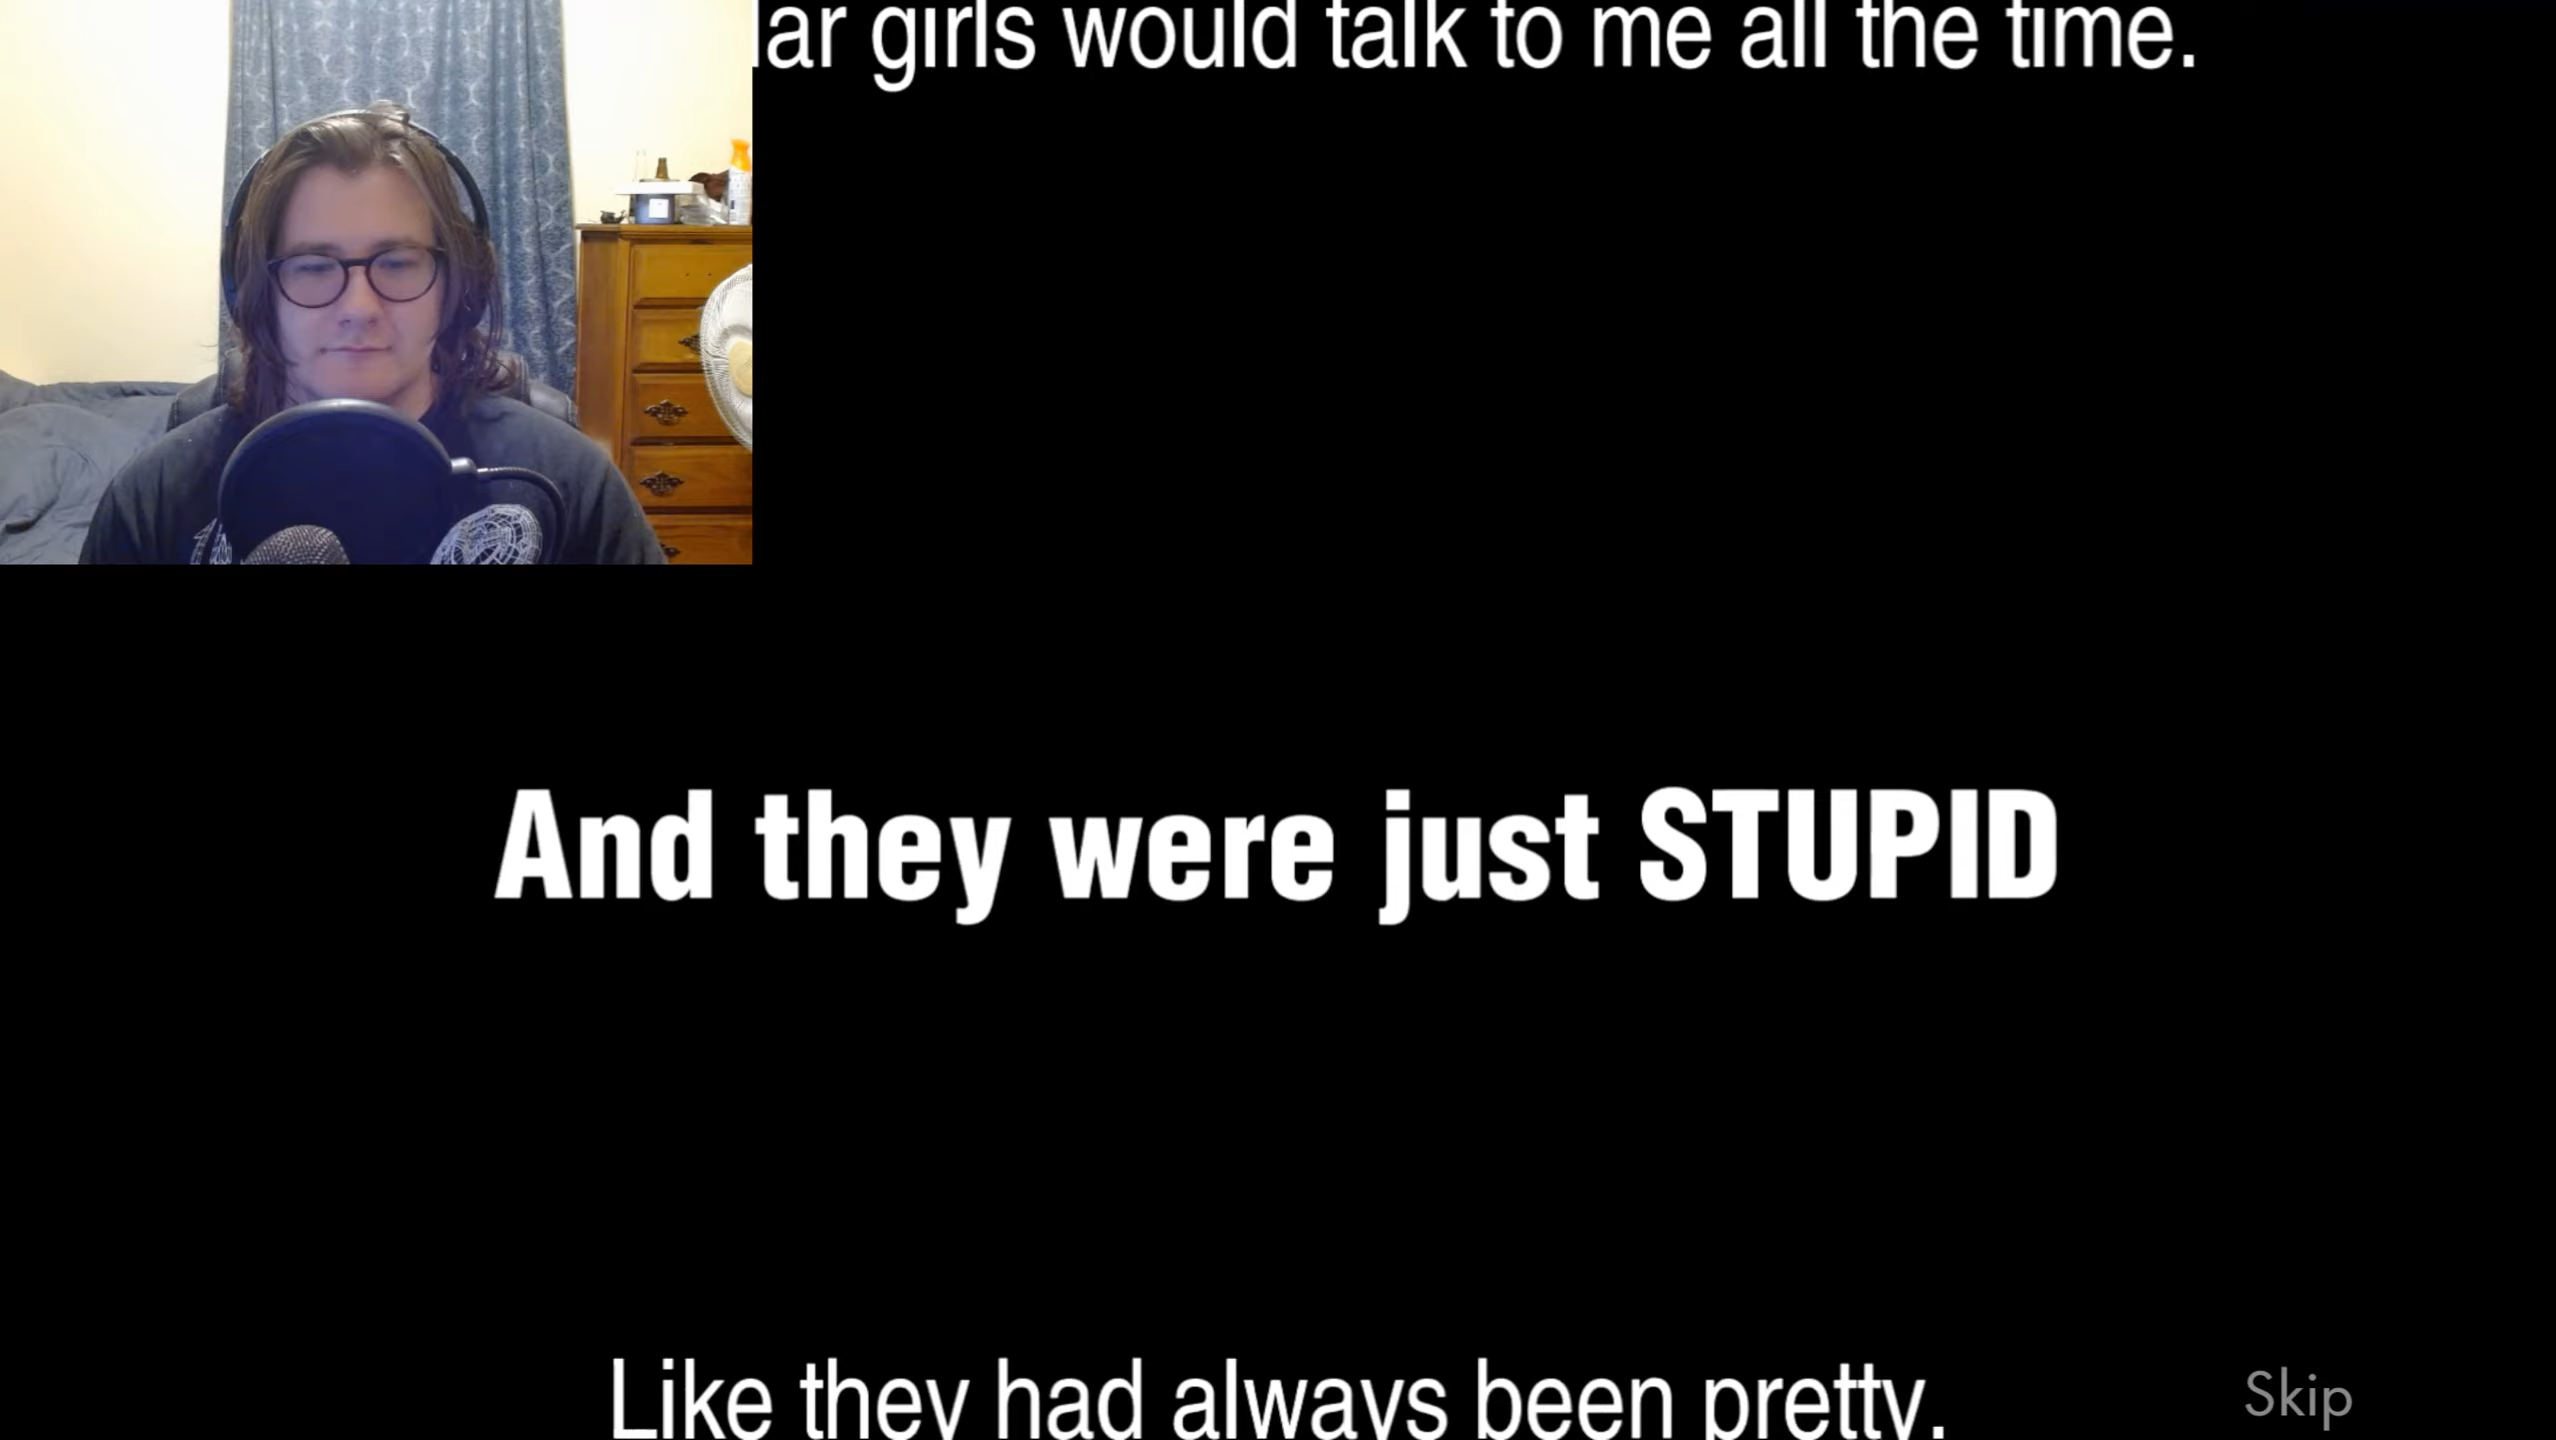 girls would talk to me all the time.
And they were just STUPID
Like they had always been pretty.
Skip